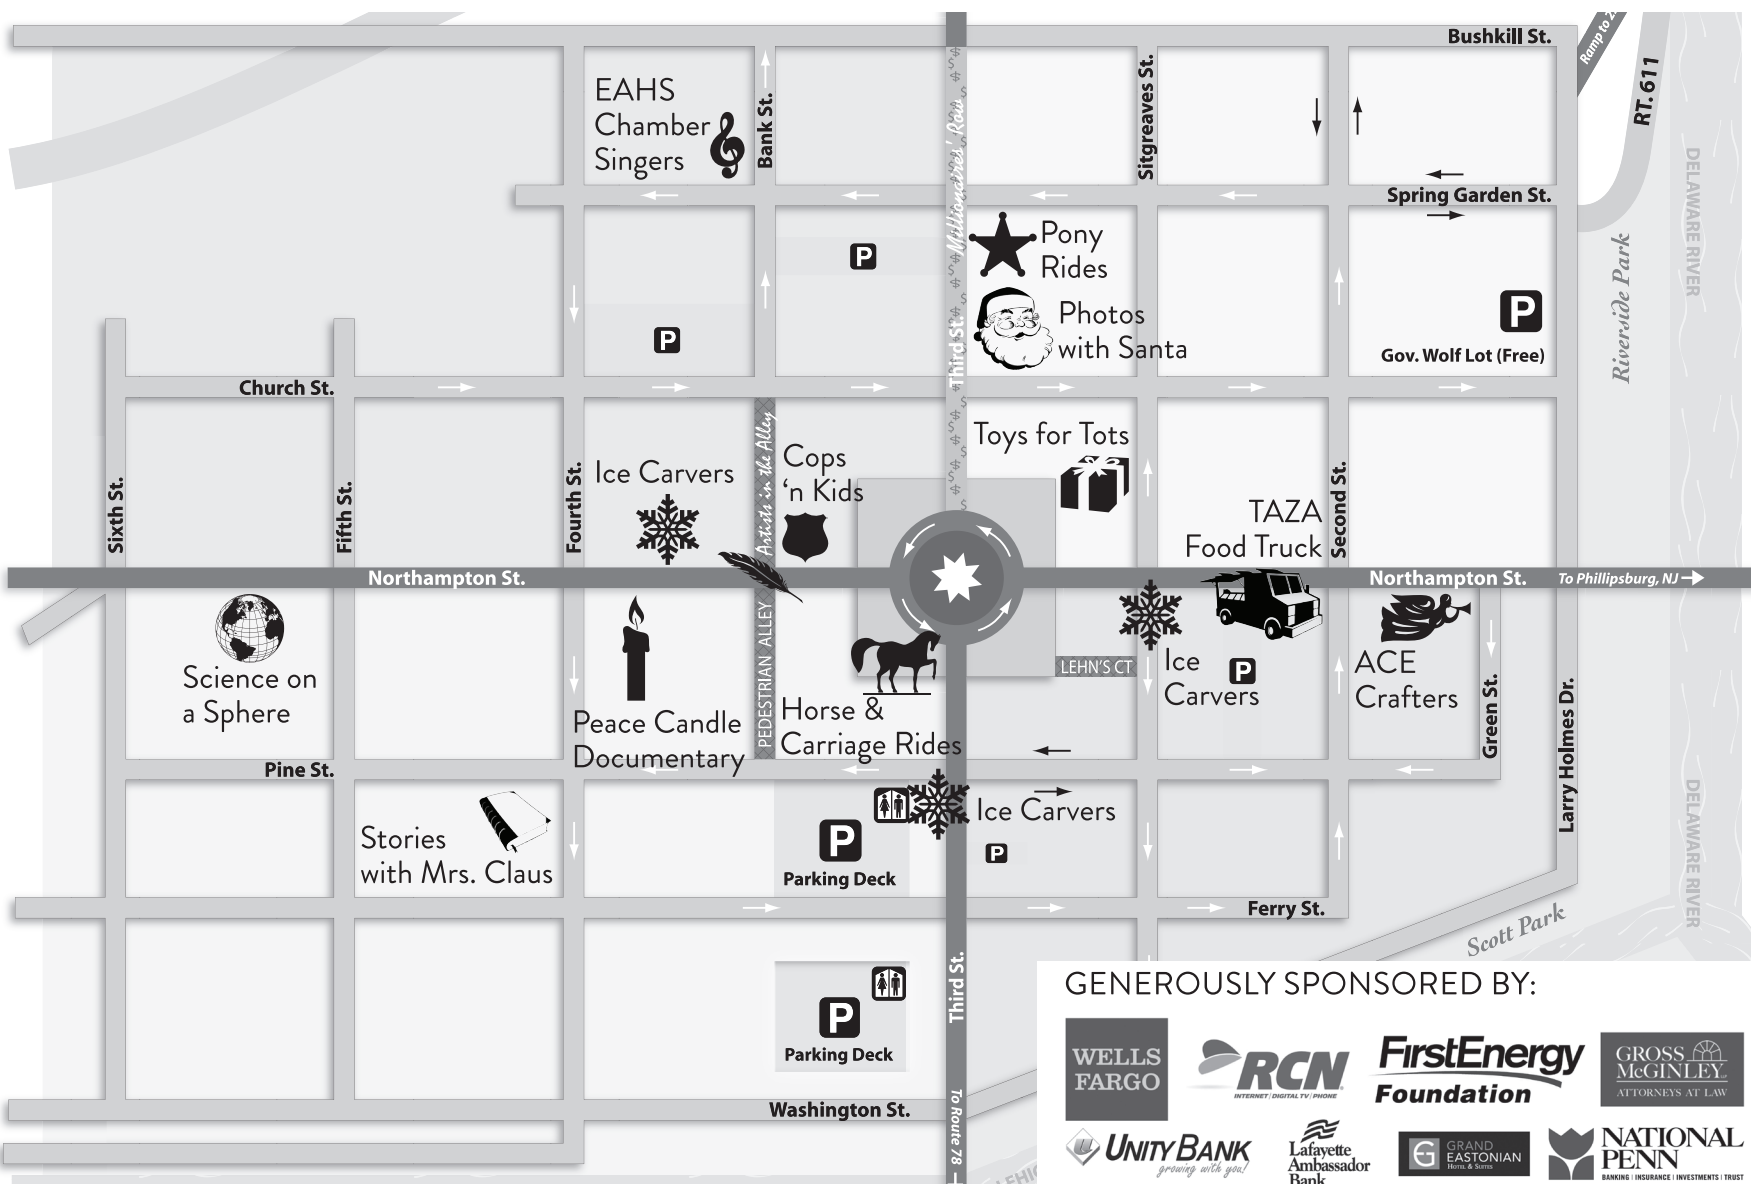 Bushkill St.
Ramp to 2
RT. 611
EAHS
Chamber
Singers
Bank St.
Millionaires' Row
Sitgreaves St.
DELAWARE RIVER
Spring Garden St.
Pony
Rides
P
Photos
with Santa
Third St.
P
P
Gov. Wolf Lot (Free)
Riverside Park
Church St.
Sixth St.
Fifth St.
Fourth St.
Ice Carvers
Artists in the Alley
Cops
‘n Kids
Toys for Tots
TAZA
Food Truck
Second St.
Northampton St.
Northampton St.
To Phillipsburg, NJ
Science on
a Sphere
Peace Candle
Documentary
PEDESTRIAN ALLEY
Horse &
Carriage Rides
LEHN'S CT
Ice
Carvers
P
ACE
Crafters
Green St.
Larry Holmes Dr.
DELAWARE RIVER
Pine St.
Stories
with Mrs. Claus
P
Parking Deck
Ice Carvers
P
Ferry St.
Scott Park
P
Parking Deck
Third St.
Washington St.
To Route 78
GENEROUSLY SPONSORED BY:
WELLS
FARGO
RCN
INTERNET | DIGITAL TV | PHONE
FirstEnergy
Foundation
GROSS
McGINLEY
ATTORNEYS AT LAW
UNITY BANK
growing with you!
Lafayette
Ambassador
Bank
G
GRAND
EASTONIAN
HOTEL & SUITES
NATIONAL
PENN
BANKING | INSURANCE | INVESTMENTS | TRUST